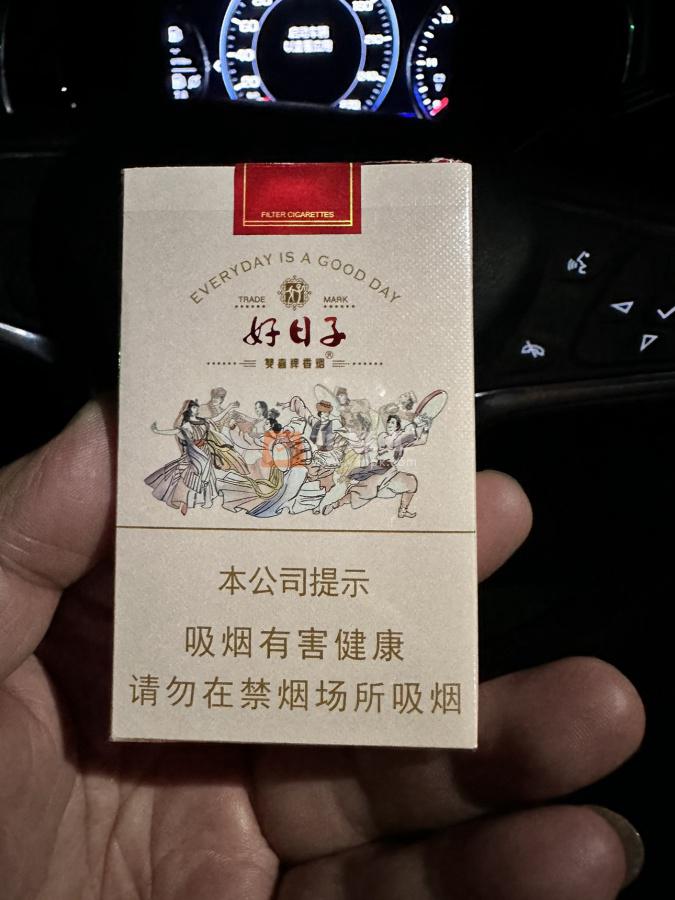 FILTER CIGARETTES
EVERYDAY IS A GOOD DAY
TRADE MARK
好日子
®
雙喜牌香烟
本公司提示
吸烟有害健康
请勿在禁烟场所吸烟